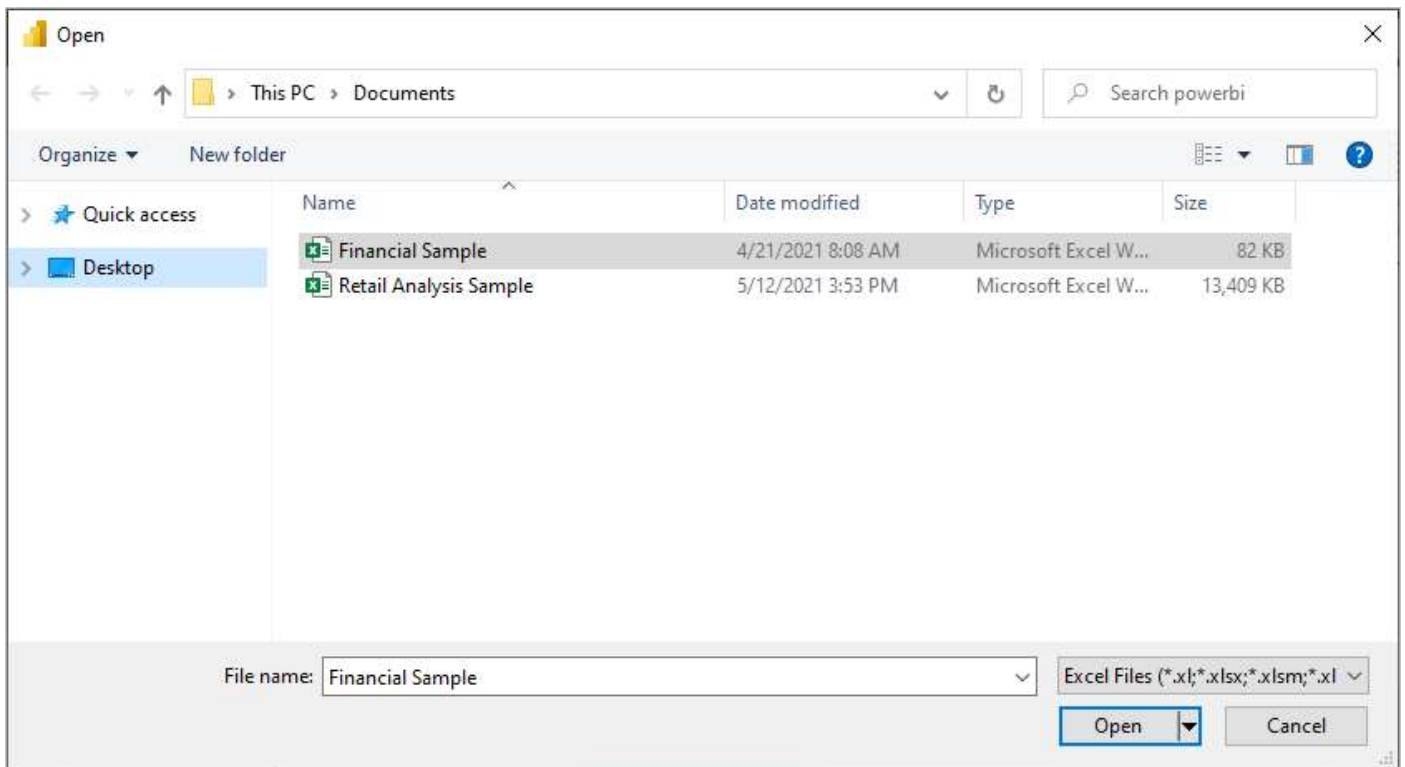 Open
This PC › Documents
Search powerbi
Organize
New folder
Name Date modified Type Size
Quick access
Desktop
Financial Sample 4/21/2021 8:08 AM Microsoft Excel W... 82 KB
Retail Analysis Sample 5/12/2021 3:53 PM Microsoft Excel W... 13,409 KB
File name: Financial Sample
Excel Files (*.xl;*.xlsx;*.xlsm;*.xl
Open
Cancel